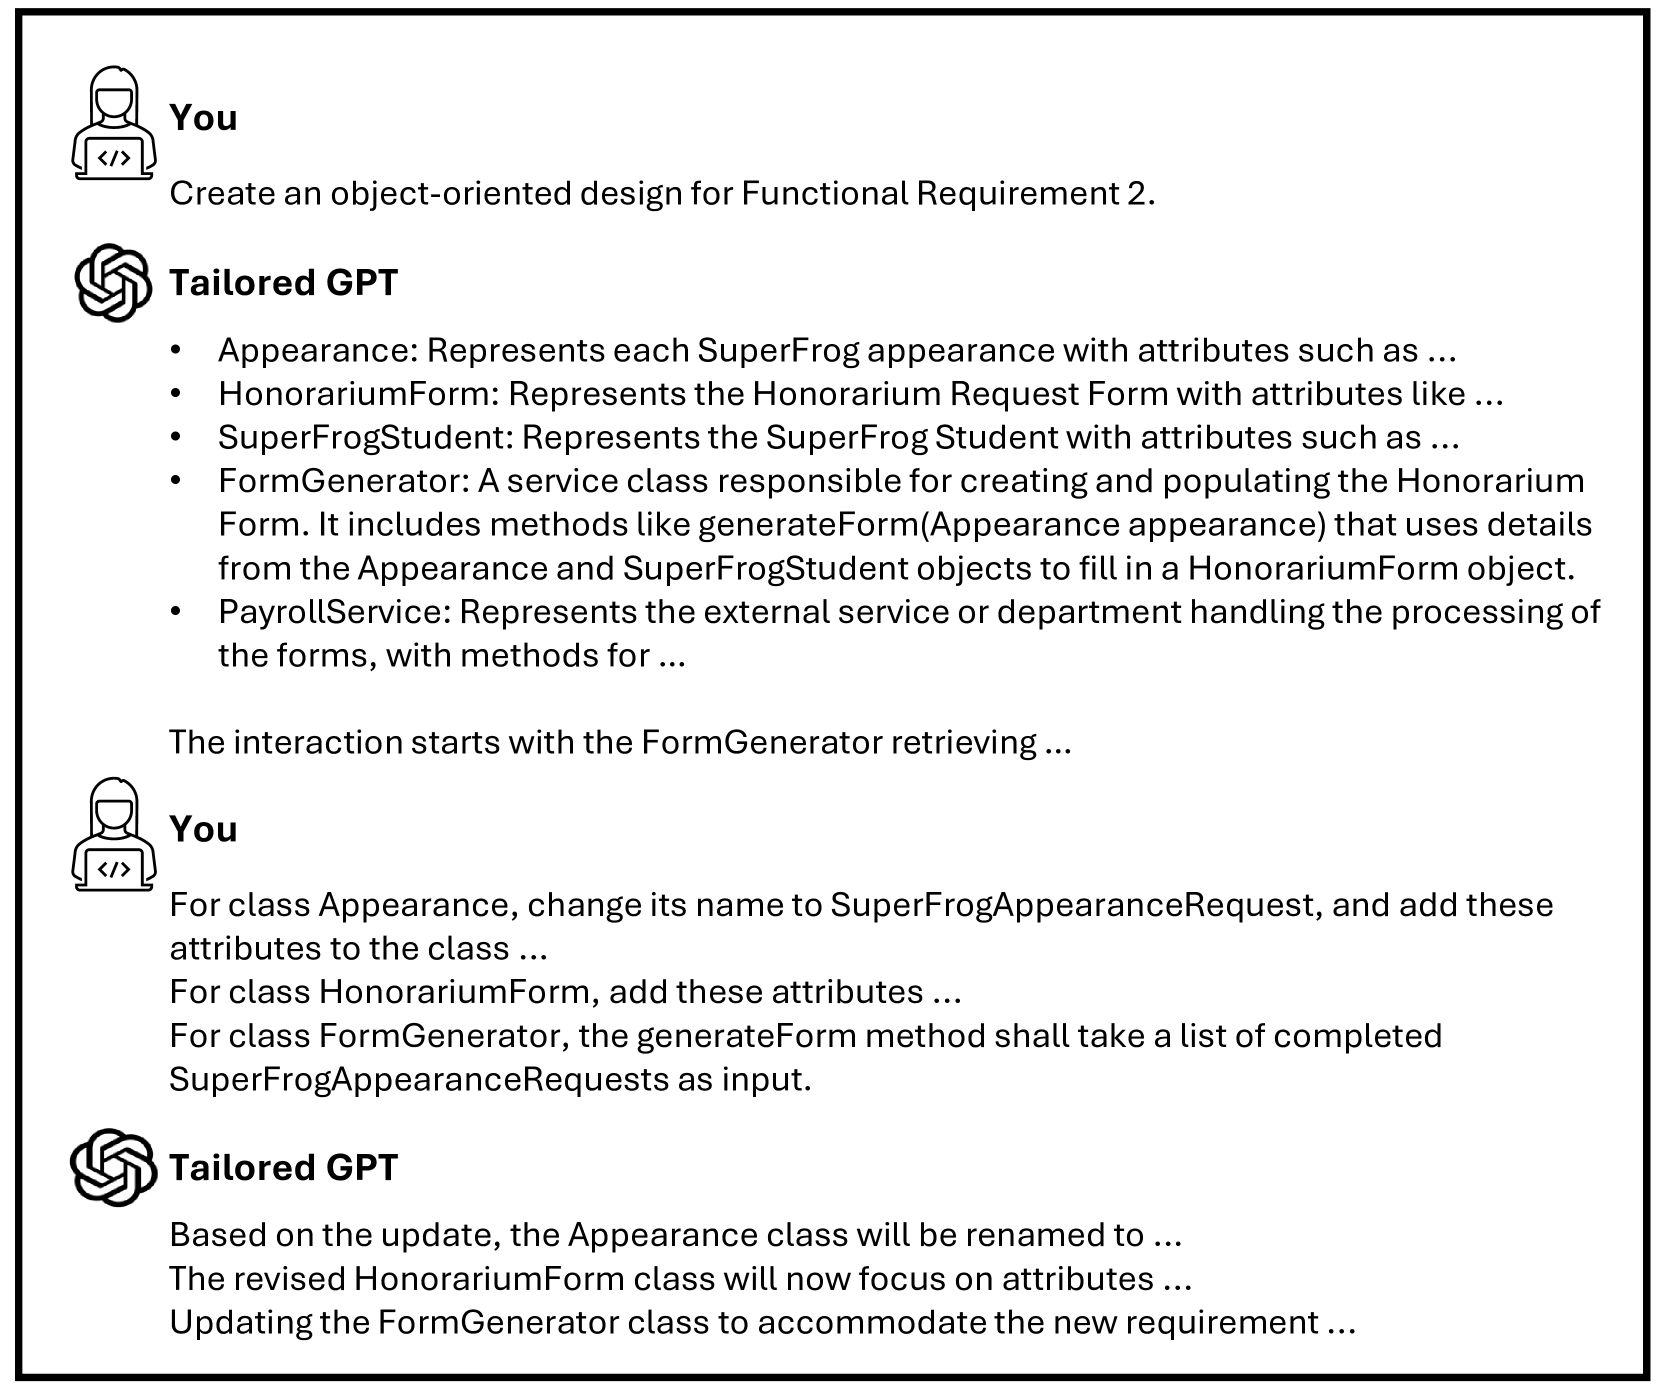 You
</>
Create an object-oriented design for Functional Requirement 2.
Tailored GPT
• Appearance: Represents each SuperFrog appearance with attributes such as ...
• HonorariumForm: Represents the Honorarium Request Form with attributes like ...
• SuperFrogStudent: Represents the SuperFrog Student with attributes such as ...
• FormGenerator: A service class responsible for creating and populating the Honorarium
Form. It includes methods like generateForm(Appearance appearance) that uses details
from the Appearance and SuperFrogStudent objects to fill in a HonorariumForm object.
• PayrollService: Represents the external service or department handling the processing of
the forms, with methods for ...
The interaction starts with the FormGenerator retrieving ...
You
</>
For class Appearance, change its name to SuperFrogAppearanceRequest, and add these
attributes to the class ...
For class HonorariumForm, add these attributes ...
For class FormGenerator, the generateForm method shall take a list of completed
SuperFrogAppearanceRequests as input.
Tailored GPT
Based on the update, the Appearance class will be renamed to ...
The revised HonorariumForm class will now focus on attributes ...
Updating the FormGenerator class to accommodate the new requirement ...